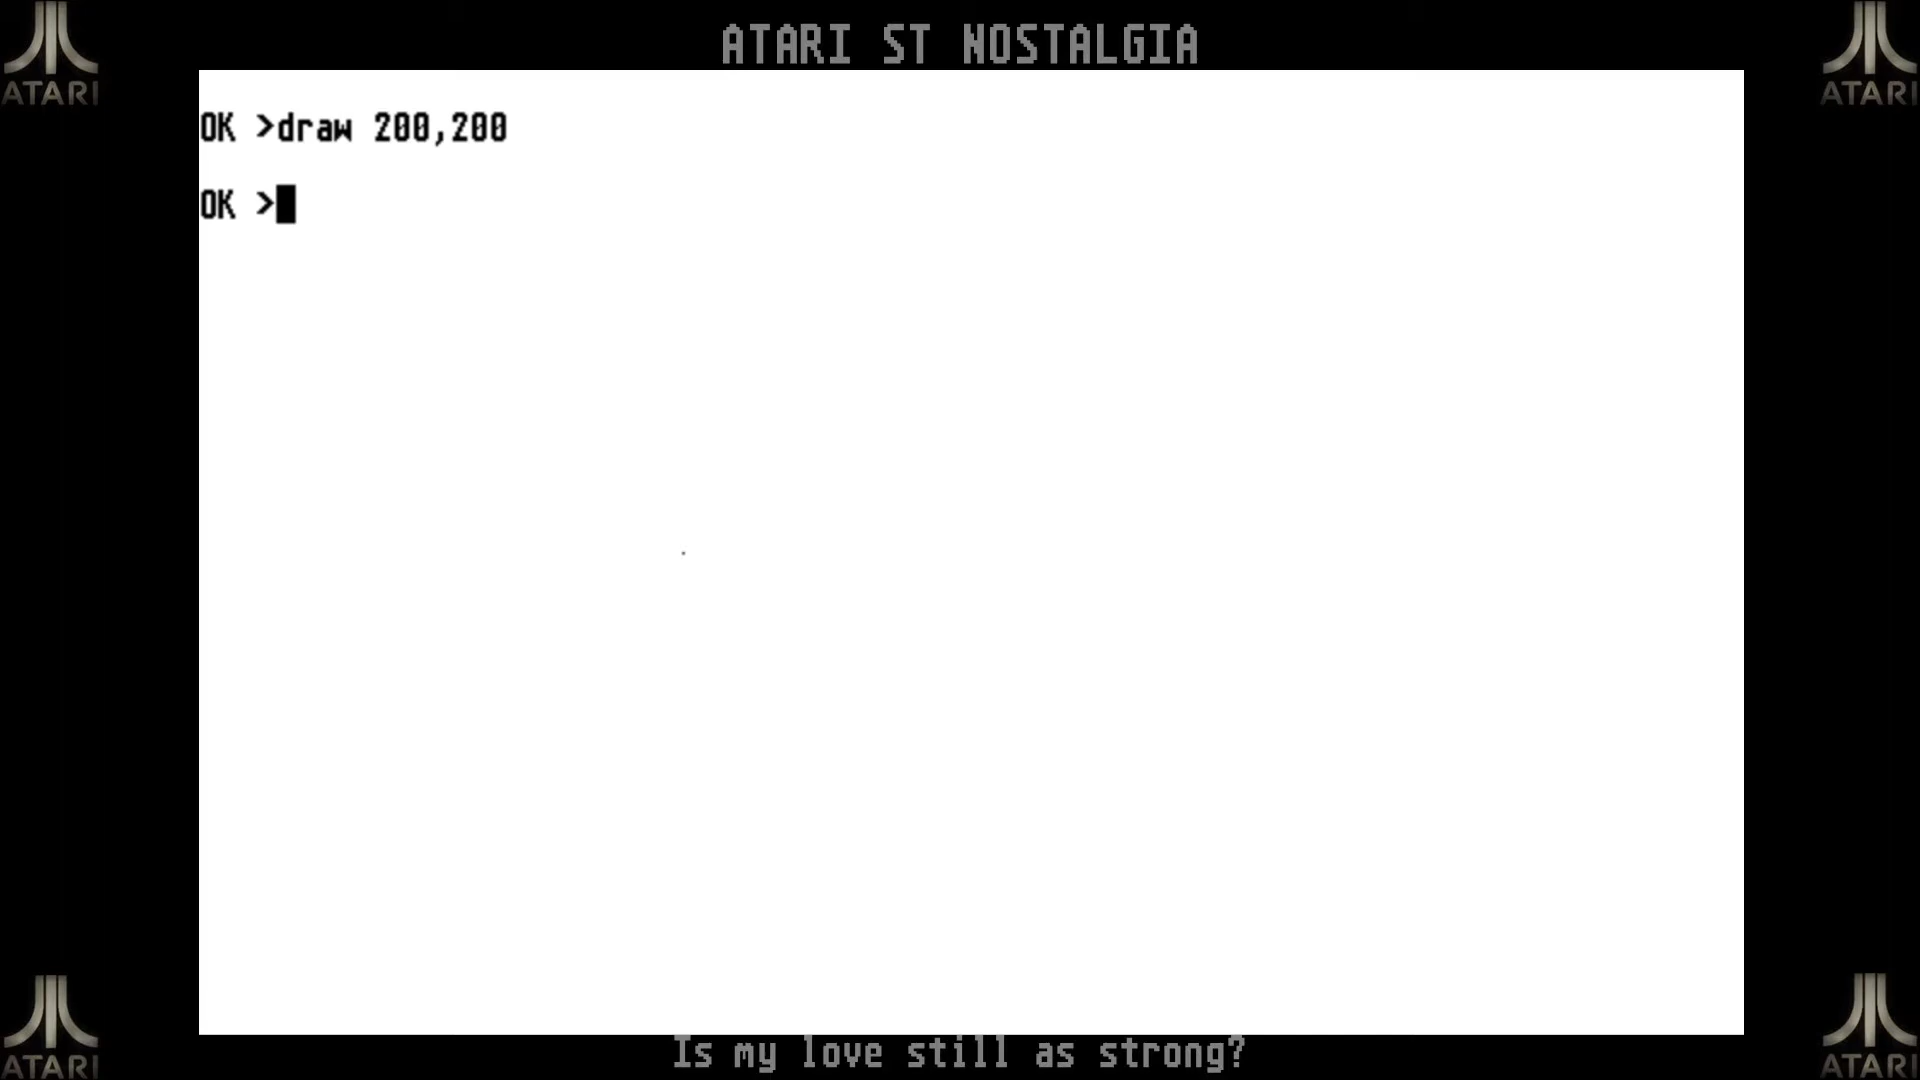 ATARI ST NOSTALGIA
ATARI
ATARI
OK >draw 200,200
OK >
Is my love still as strong?
ATARI
ATARI